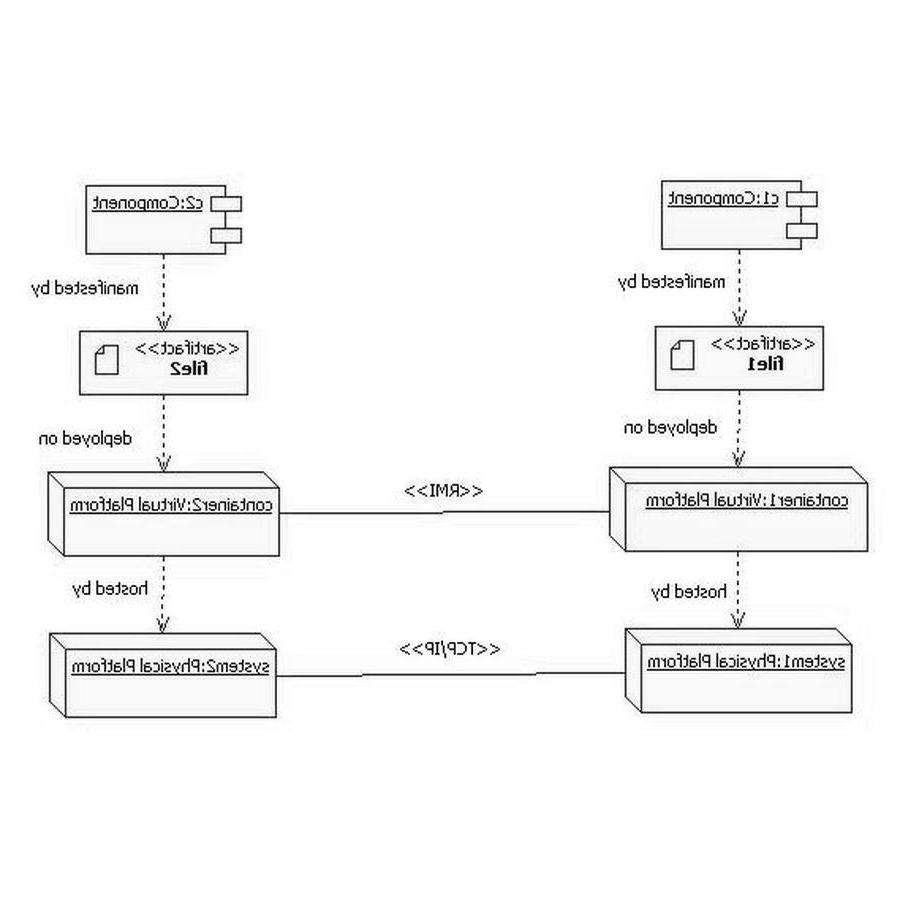 c2:Component
c1:Component
manifested by
manifested by
<<artifact>>
file2
<<artifact>>
file1
deployed on
deployed on
container2:Virtual Platform
<<RMI>>
container1:Virtual Platform
hosted by
hosted by
system2:Physical Platform
<<TCP/IP>>
system1:Physical Platform